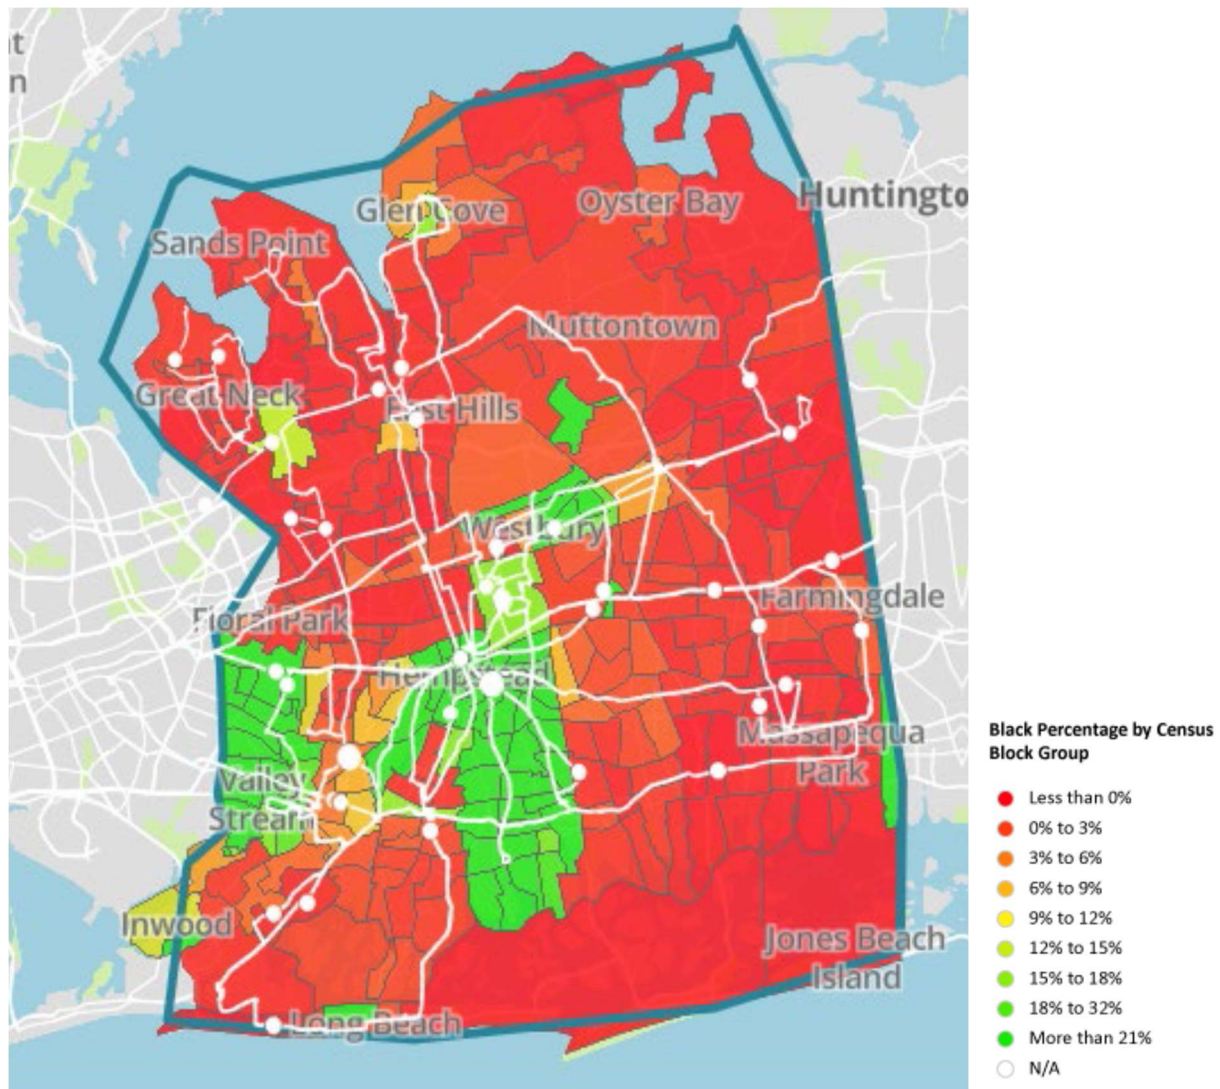 t
n
Huntingto
Glen Cove
Oyster Bay
Sands Point
Muttontown
Great Neck
East Hills
Westbury
Farmingdale
Floral Park
Hempstead
Massapequa
Park
Valley
Stream
Inwood
Jones Beach
Island
Long Beach
Black Percentage by Census
Block Group
Less than 0%
0% to 3%
3% to 6%
6% to 9%
9% to 12%
12% to 15%
15% to 18%
18% to 32%
More than 21%
N/A